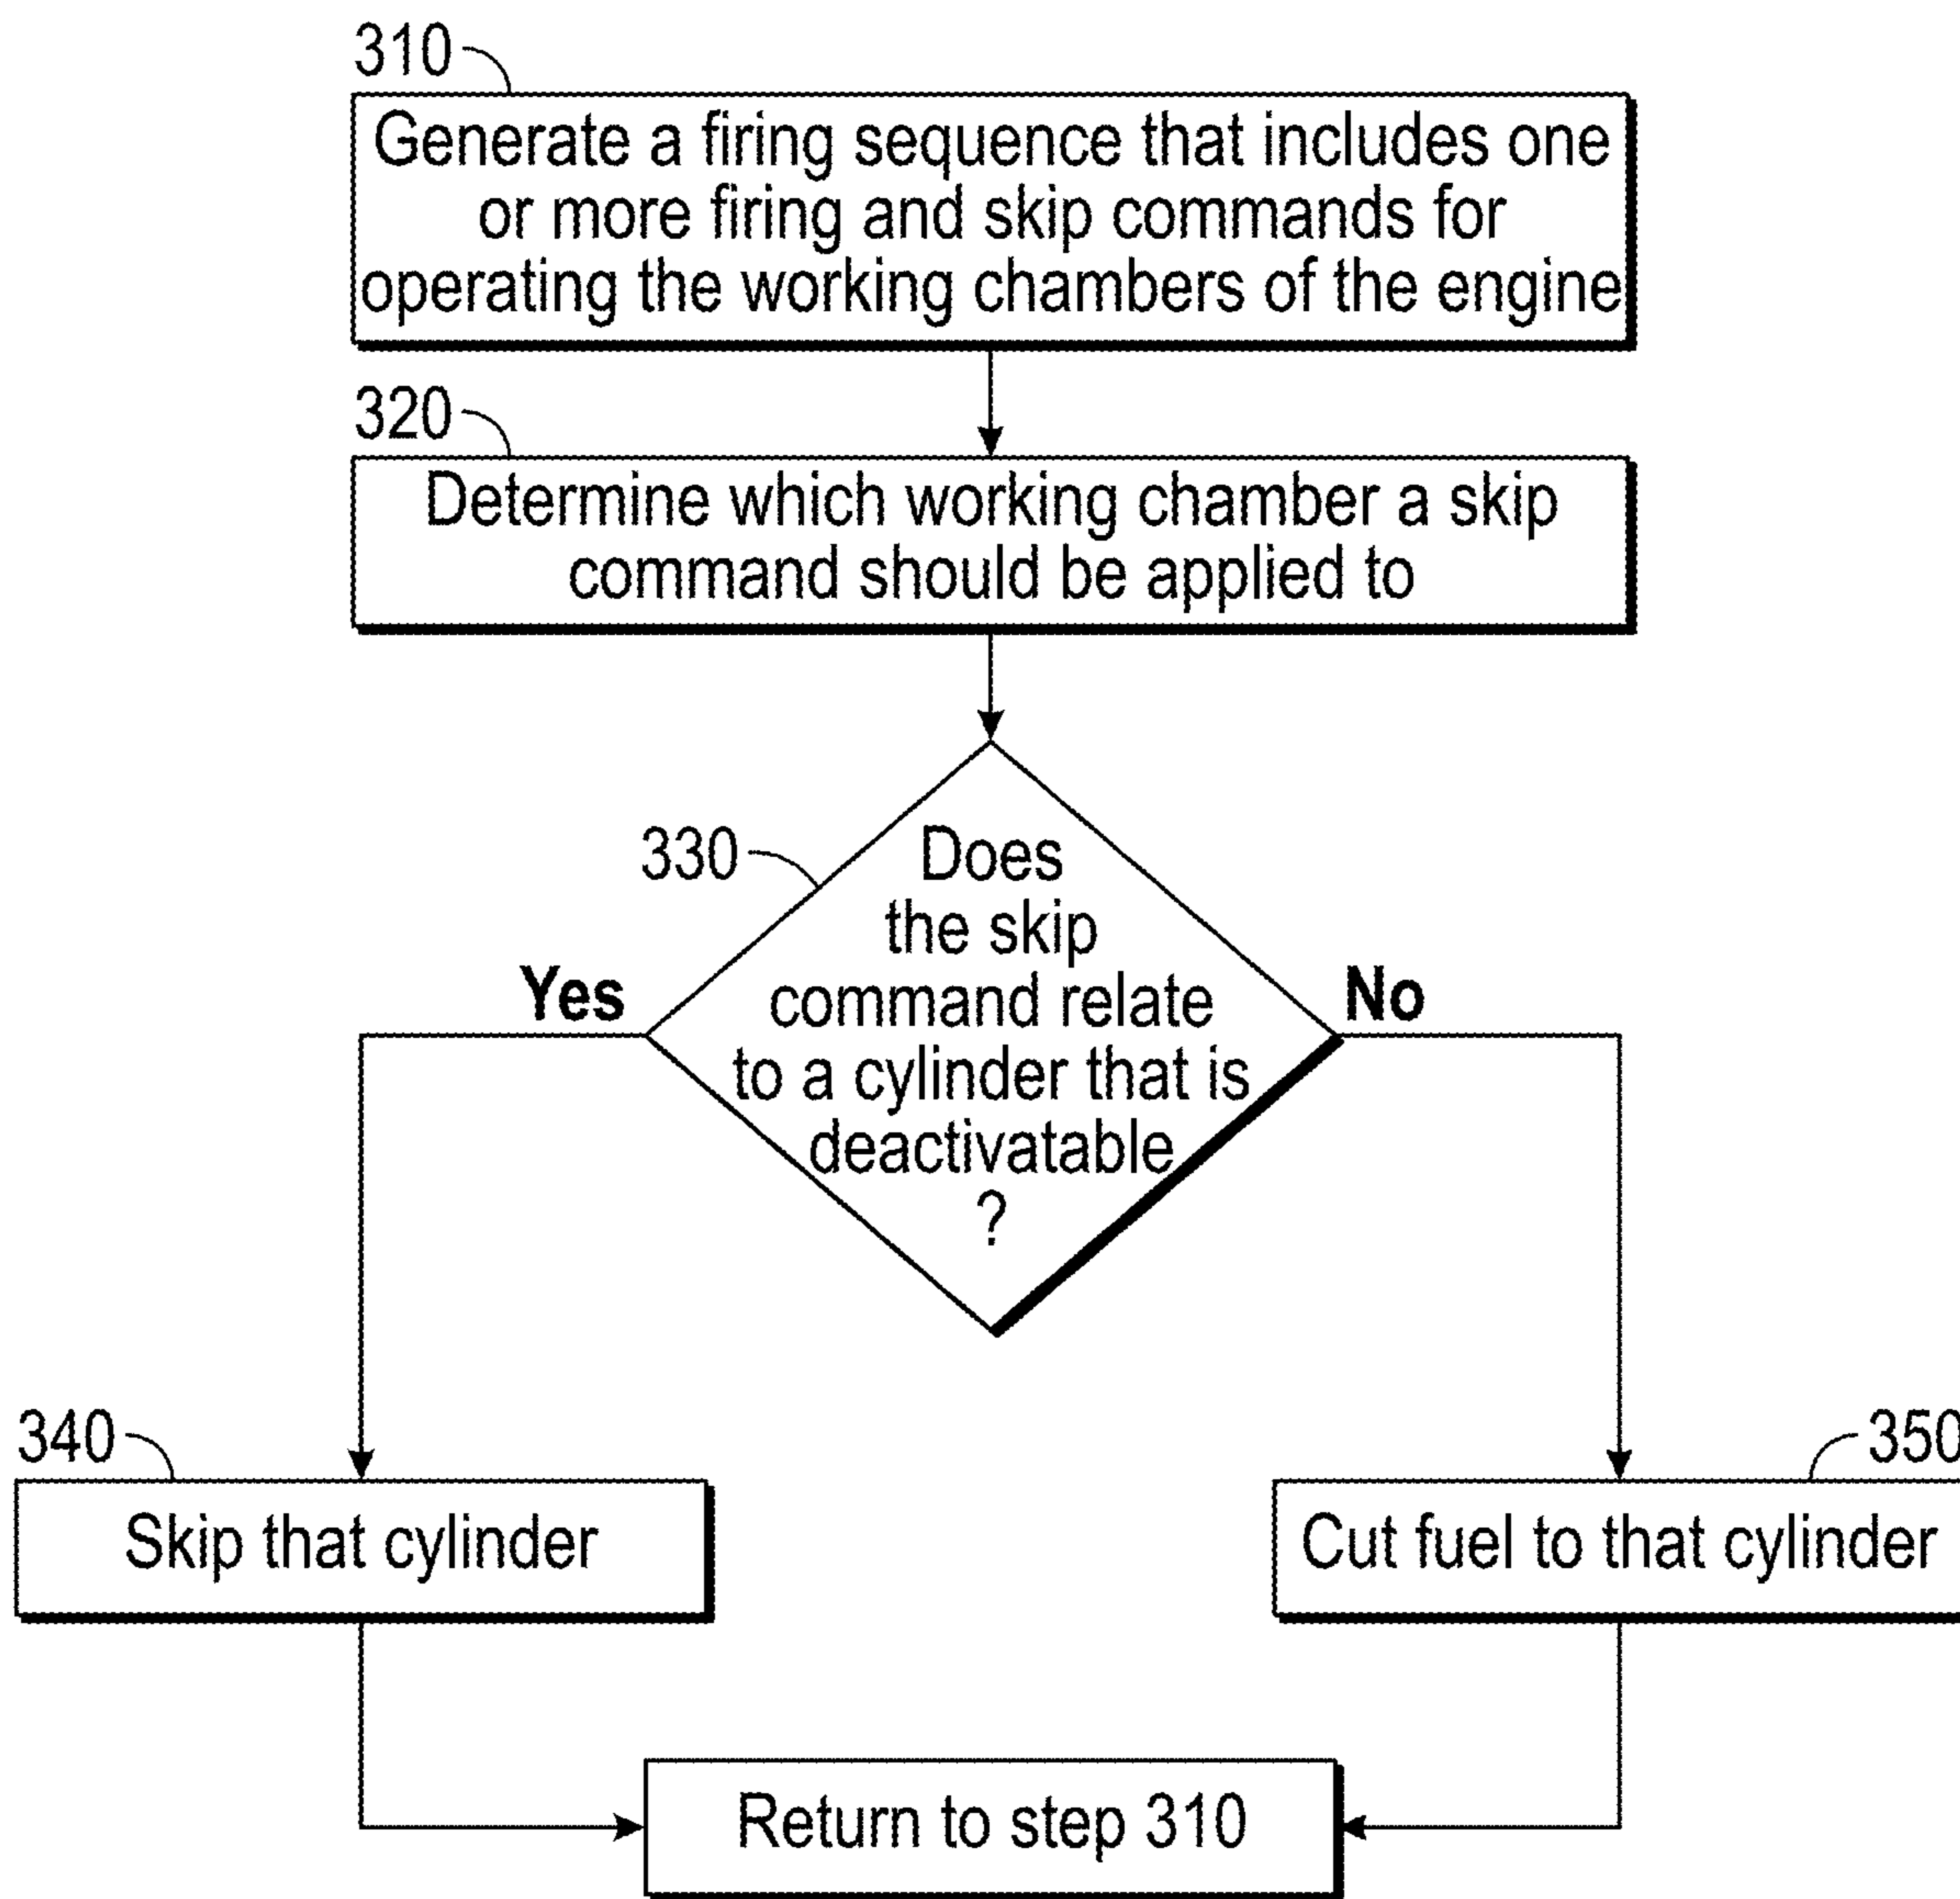 310
Generate a firing sequence that includes one
or more firing and skip commands for
operating the working chambers of the engine
320
Determine which working chamber a skip
command should be applied to
330
Does
the skip
command relate
to a cylinder that is
deactivatable
?
Yes
No
340
Skip that cylinder
350
Cut fuel to that cylinder
Return to step 310